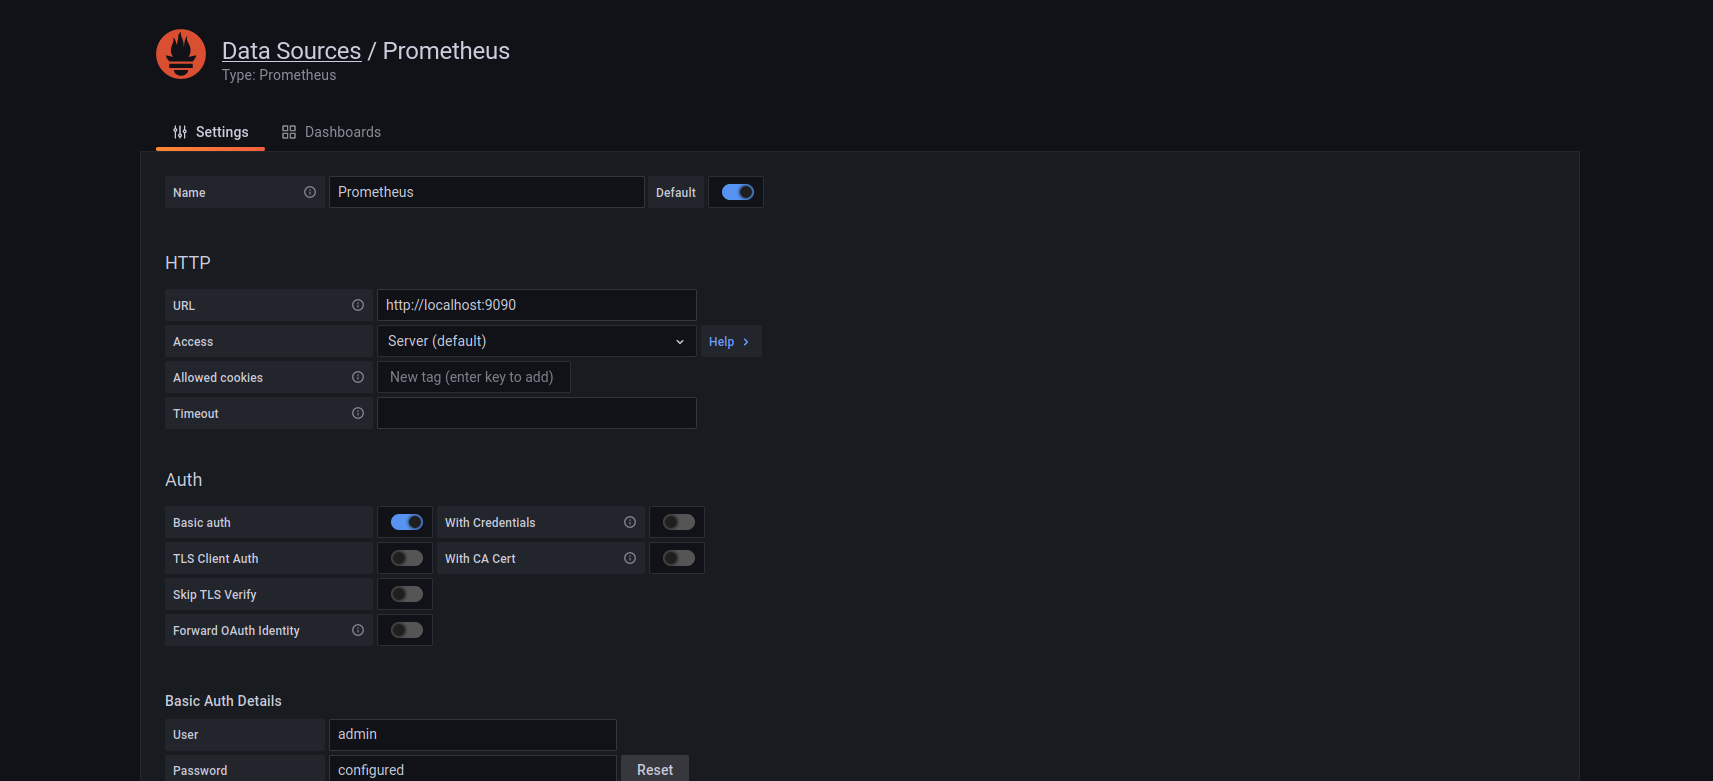 Data Sources / Prometheus
Type: Prometheus
Settings Dashboards
Name Prometheus Default
HTTP
URL http://localhost:9090
Access Server (default) Help >
Allowed cookies New tag (enter key to add)
Timeout
Auth
Basic auth With Credentials
TLS Client Auth With CA Cert
Skip TLS Verify
Forward OAuth Identity
Basic Auth Details
User admin
Password configured Reset